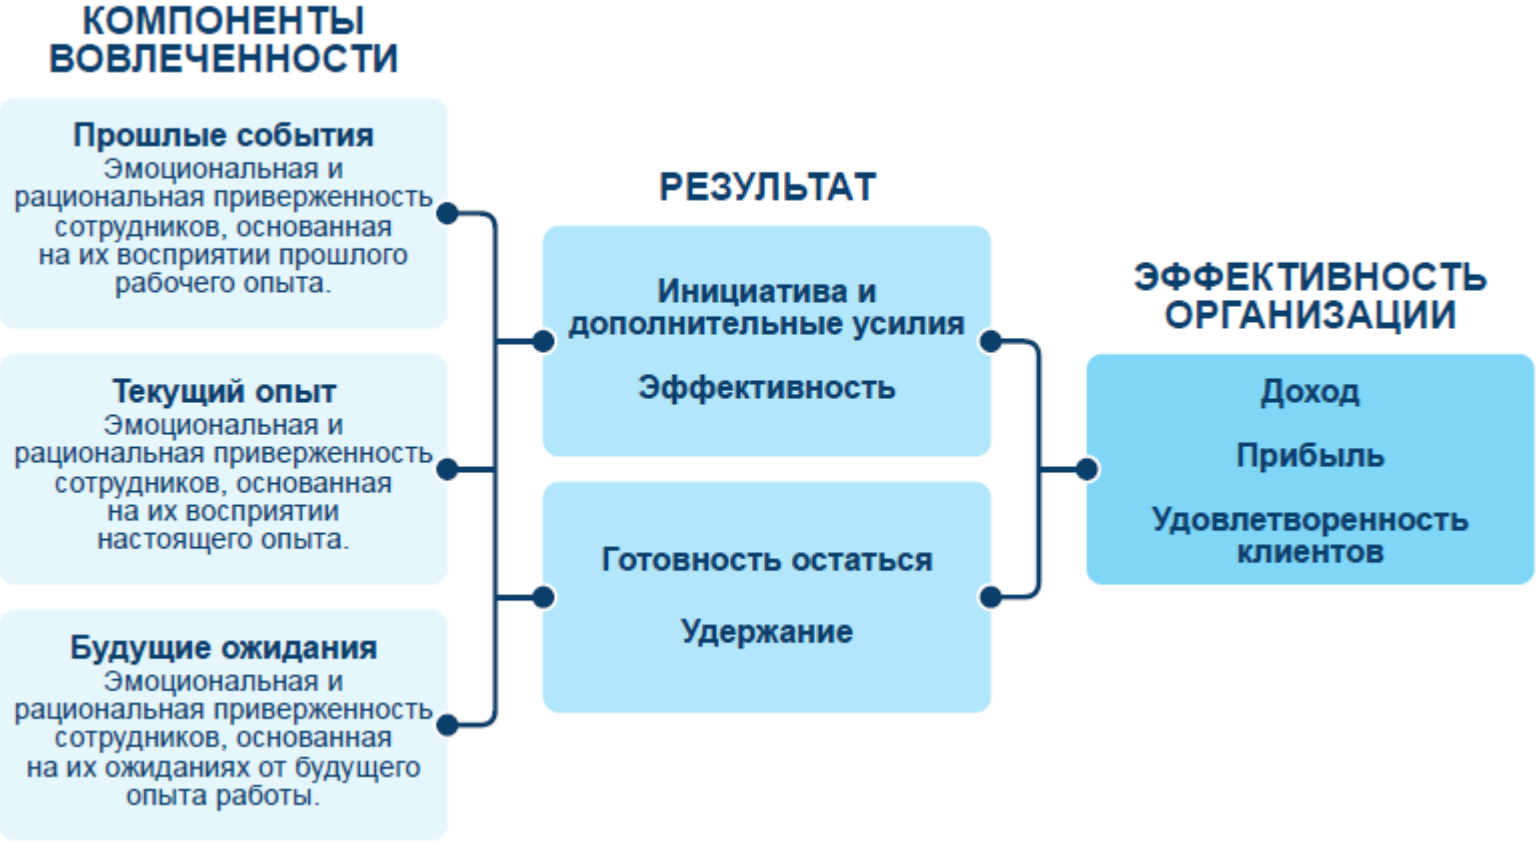 КОМПОНЕНТЫ
ВОВЛЕЧЕННОСТИ
Прошлые события
Эмоциональная и
рациональная приверженность
сотрудников, основанная
на их восприятии прошлого
рабочего опыта.
Текущий опыт
Эмоциональная и
рациональная приверженность
сотрудников, основанная
на их восприятии
настоящего опыта.
Будущие ожидания
Эмоциональная и
рациональная приверженность
сотрудников, основанная
на их ожиданиях от будущего
опыта работы.
РЕЗУЛЬТАТ
Инициатива и
дополнительные усилия
Эффективность
Готовность остаться
Удержание
ЭФФЕКТИВНОСТЬ
ОРГАНИЗАЦИИ
Доход
Прибыль
Удовлетворенность
клиентов